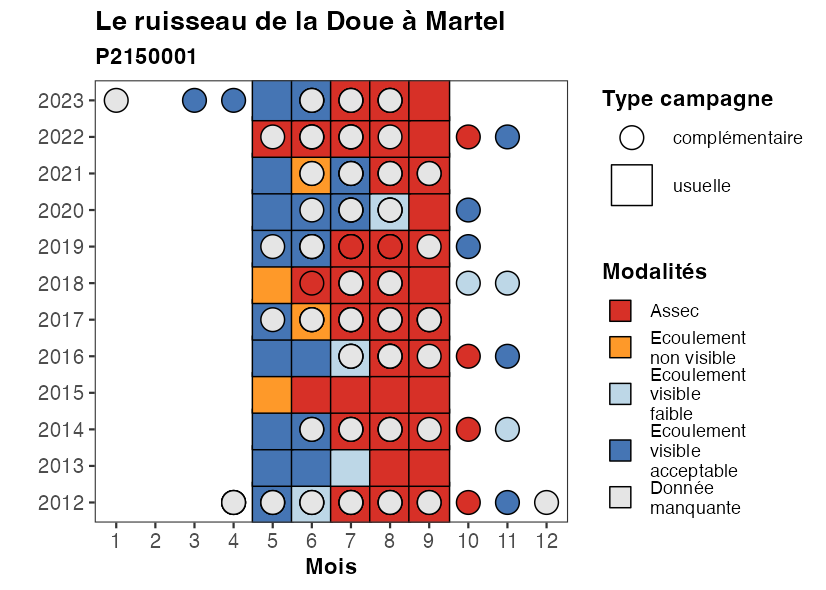 Le ruisseau de la Doue à Martel
P2150001
2023
2022
2021
2020
2019
2018
2017
2016
2015
2014
2013
2012
1 2 3 4 5 6 7 8 9 10 11 12
Mois
Type campagne
complémentaire
usuelle
Modalités
Assec
Ecoulement
non visible
Ecoulement
visible
faible
Ecoulement
visible
acceptable
Donnée
manquante